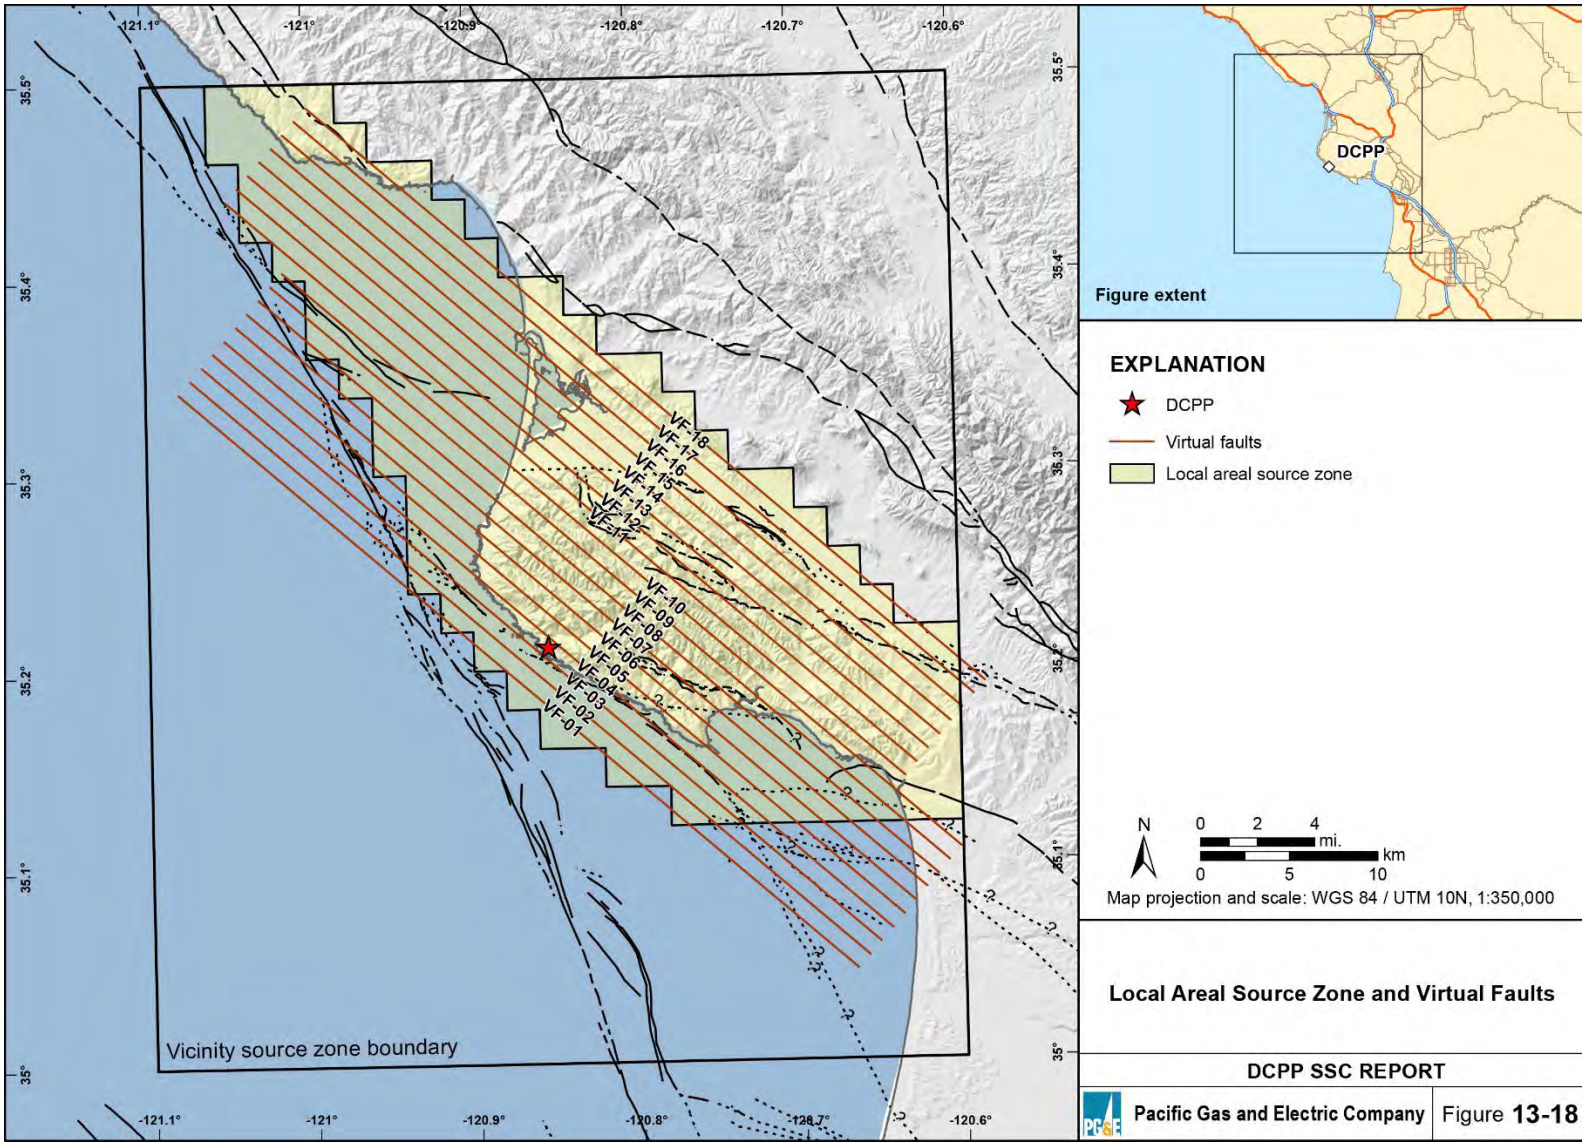 -121.1°
-121°
-120.9°
-120.8°
-120.7°
-120.6°
35.5°
35.5°
35.4°
35.4°
35.3°
35.3°
35.2°
35.2°
35.1°
35.1°
35°
35°
VF-18
VF-17
VF-16
VF-15
VF-14
VF-13
VF-12
VF-11
VF-10
VF-09
VF-08
VF-07
VF-06
VF-05
VF-04
VF-03
VF-02
VF-01
?
?
?
?
?
?
?
?
?
Vicinity source zone boundary
-121.1°
-121°
-120.9°
-120.8°
-120.7°
-120.6°
DCPP
Figure extent
EXPLANATION
DCPP
Virtual faults
Local areal source zone
N
0 2 4
mi.
km
0 5 10
Map projection and scale: WGS 84 / UTM 10N, 1:350,000
Local Areal Source Zone and Virtual Faults
DCPP SSC REPORT
PG&E Pacific Gas and Electric Company Figure 13-18